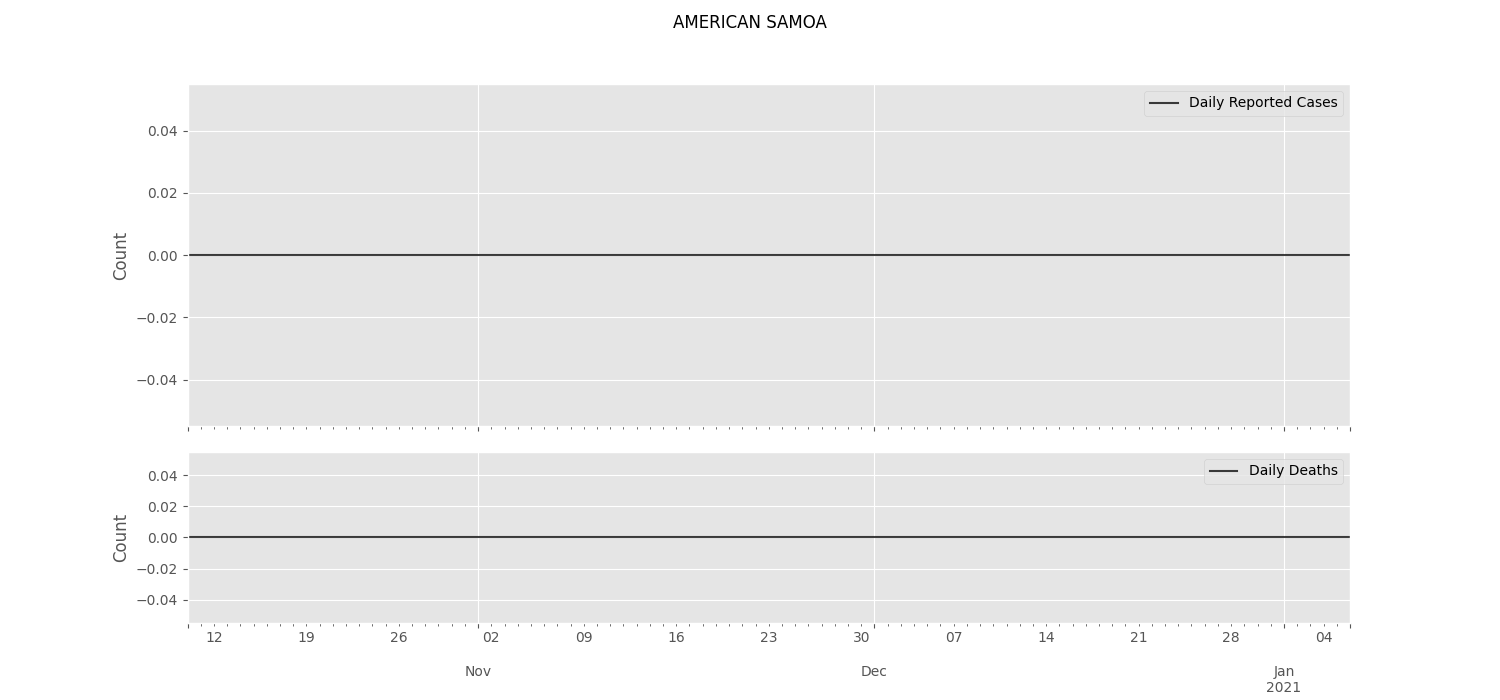 AMERICAN SAMOA
Daily Reported Cases
0.04
0.02
0.00
−0.02
−0.04
Count
Daily Deaths
0.04
0.02
0.00
−0.02
−0.04
Count
12 19 26 02 09 16 23 30 07 14 21 28 04
Nov Dec Jan
2021